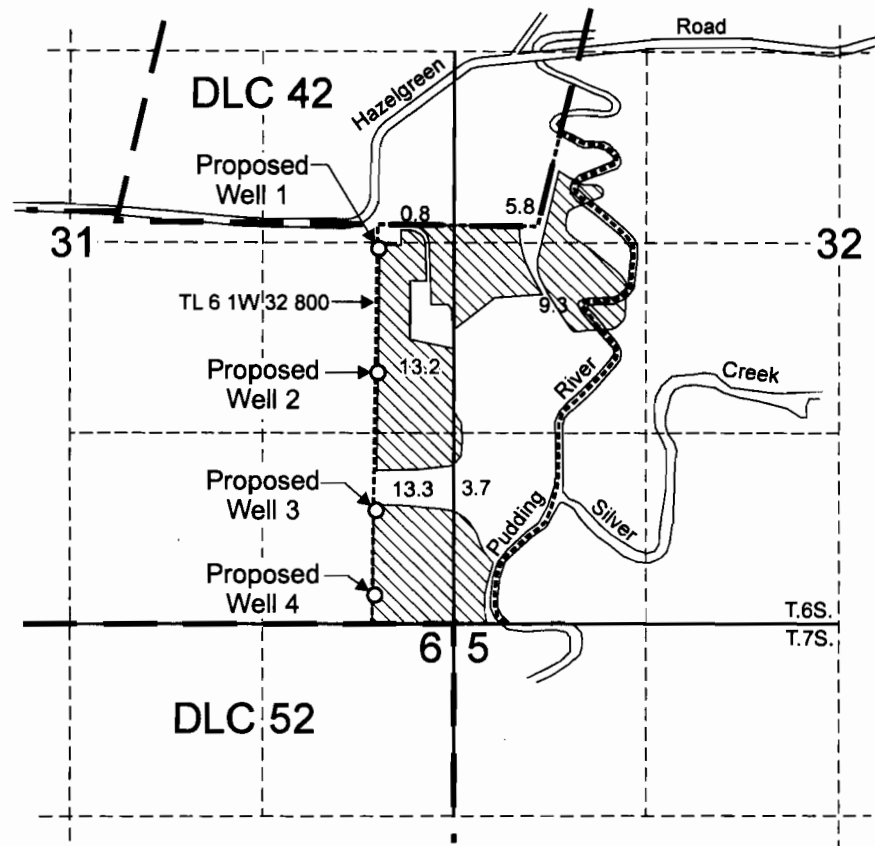 Road
DLC 42
Hazelgreen
Proposed
Well 1
0.8
5.8
31
32
TL 6 1W 32 800
9.3
Proposed
Well 2
13.2
River
Creek
Proposed
Well 3
13.3
3.7
Pudding
Silver
Proposed
Well 4
T.6S.
6
5
T.7S.
DLC 52